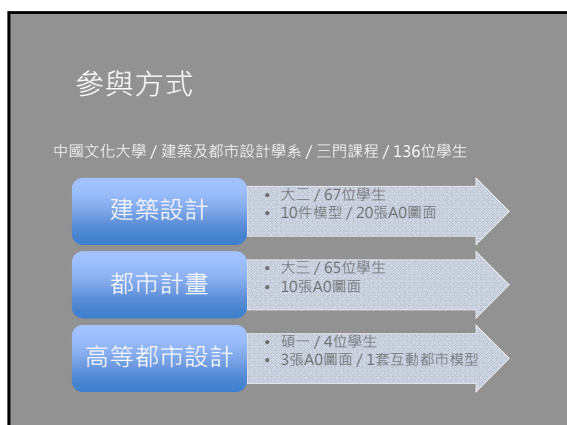 參與方式
中國文化大學 / 建築及都市設計學系 / 三門課程 / 136位學生
建築設計
• 大二 / 67位學生
• 10件模型 / 20張A0圖面
都市計畫
• 大三 / 65位學生
• 10張A0圖面
高等都市設計
• 碩一 / 4位學生
• 3張A0圖面 / 1套互動都市模型